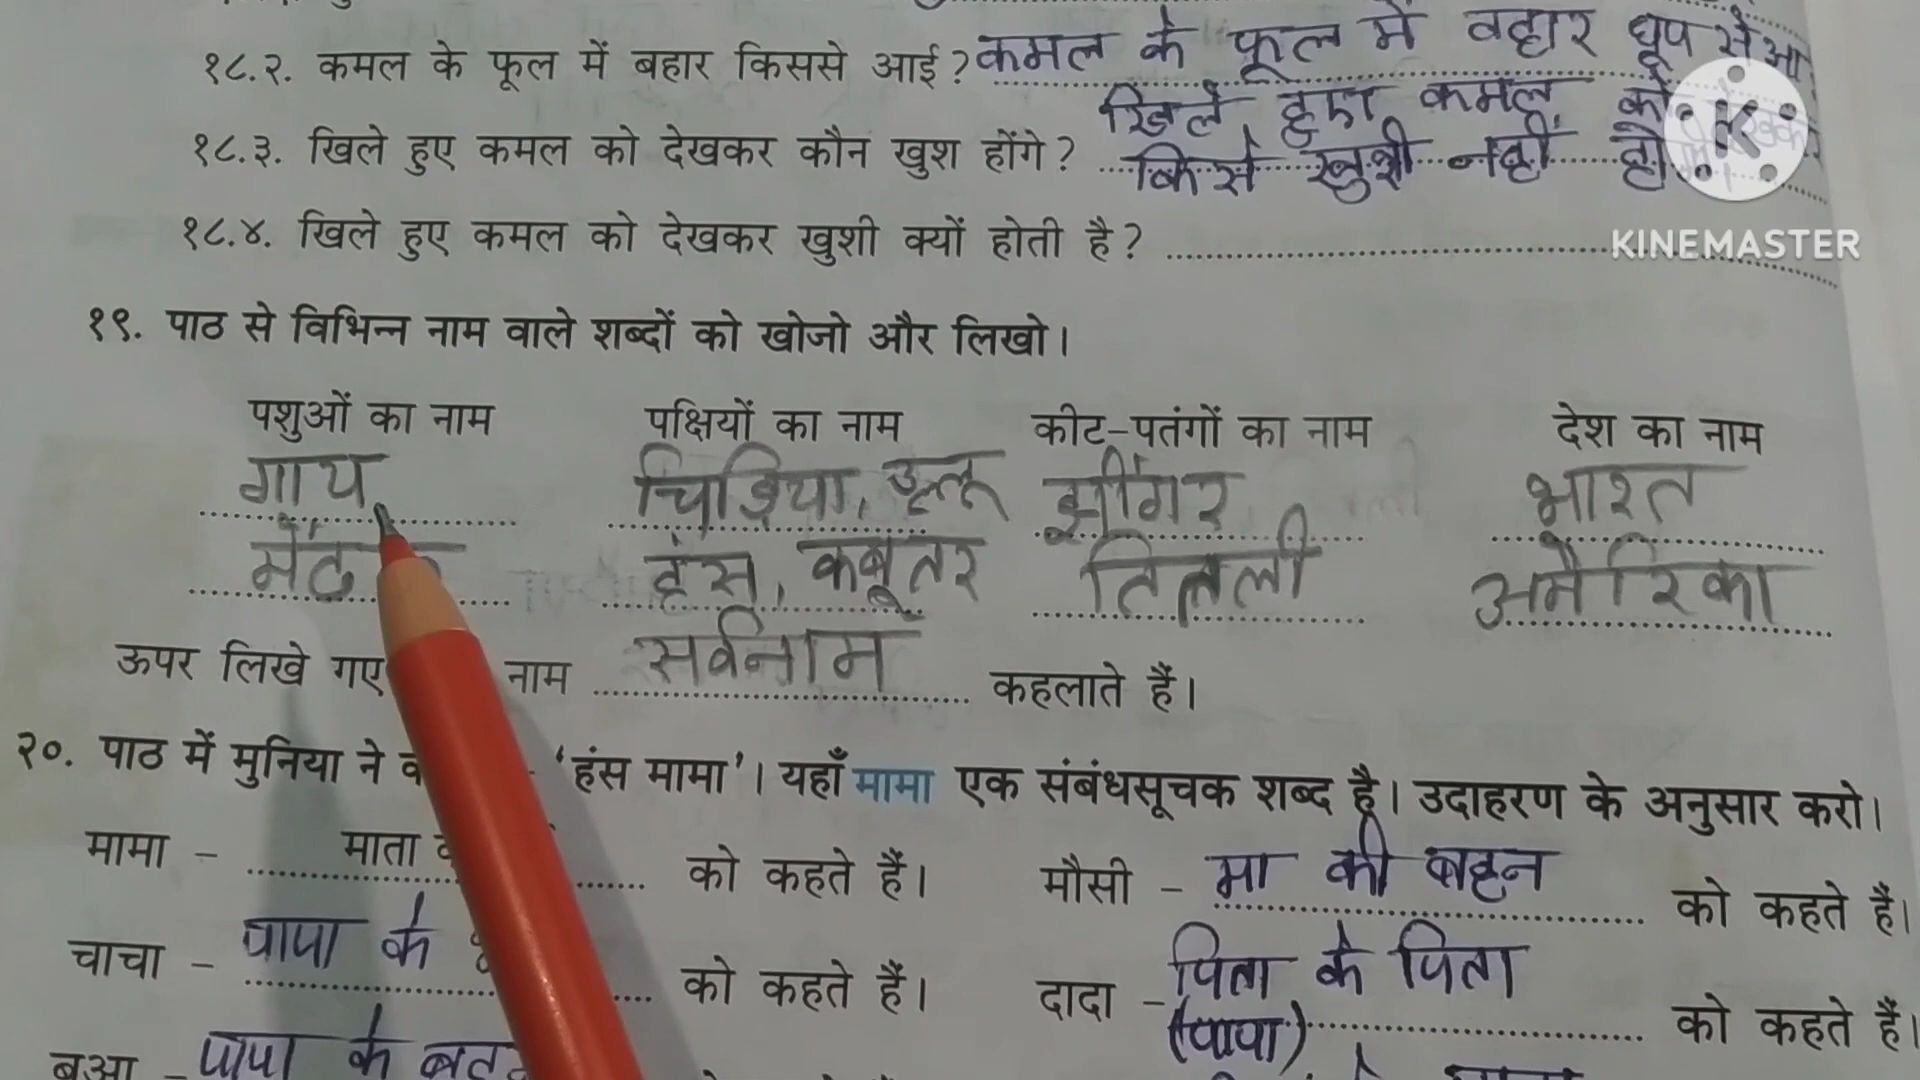 १८.२. कमल के फूल में बहार किससे आई? कमल के फूल में वहार धूप से आ
खिले हुए कमल को
१८.३. खिले हुए कमल को देखकर कौन खुश होंगे? किसे खुशी नहीं हो
१८.४. खिले हुए कमल को देखकर खुशी क्यों होती है?
KINEMASTER
१९. पाठ से विभिन्न नाम वाले शब्दों को खोजो और लिखो।
पशुओं का नाम पक्षियों का नाम कीट-पतंगों का नाम देश का नाम
गाय चिड़िया, उल्लू झींगर भारत
हंस, कबूतर तितली अमेरिका
ऊपर लिखे गए नाम सर्वनाम कहलाते हैं।
२०. पाठ में मुनिया ने 'हंस मामा'। यहाँ मामा एक संबंधसूचक शब्द है। उदाहरण के अनुसार करो।
मामा - माता को कहते हैं। मौसी - मा की बहन को कहते हैं।
चाचा - पापा के को कहते हैं। दादा - पिता के पिता को कहते हैं।
(पापा)
बुआ - पापा के